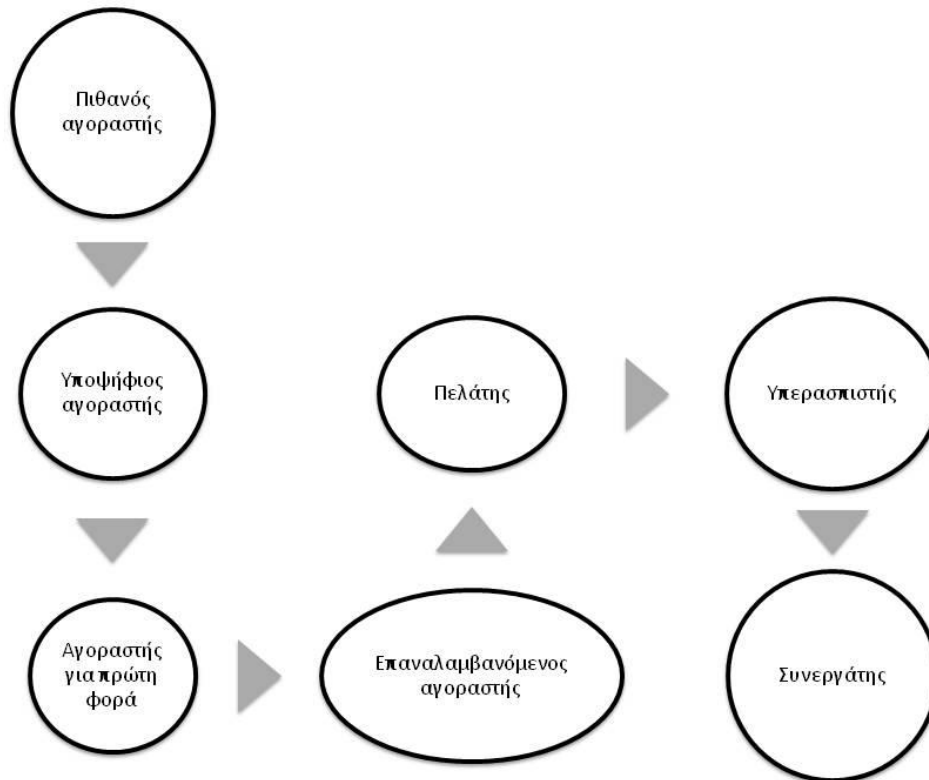 Πιθανός
αγοραστής
Υποψήφιος
αγοραστής
Αγοραστής
για πρώτη
φορά
Επαναλαμβανόμενος
αγοραστής
Πελάτης
Υπερασπιστής
Συνεργάτης